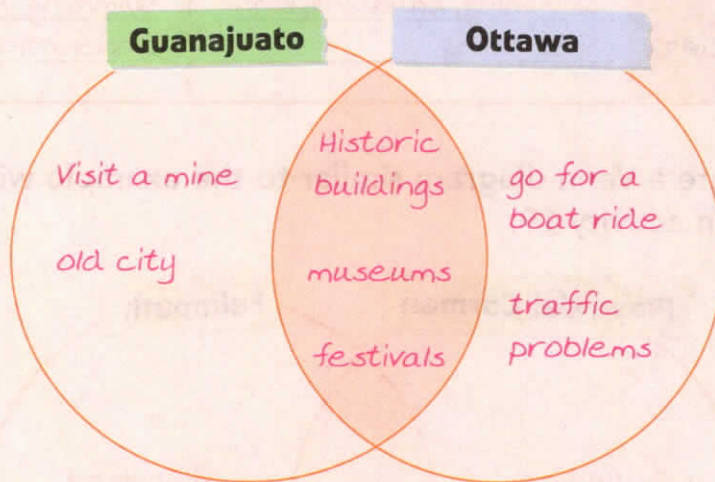 Guanajuato
Ottawa
Visit a mine
old city
Historic
buildings
museums
festivals
go for a
boat ride
traffic
problems